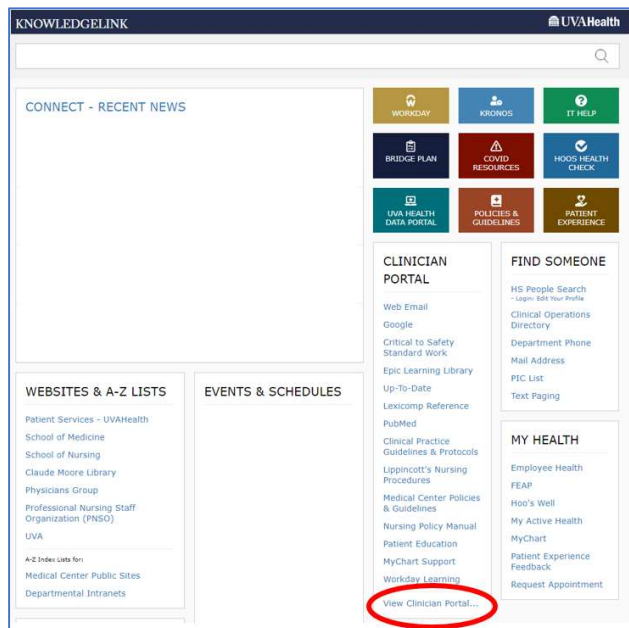 KNOWLEDGELINK
UVAHealth
CONNECT - RECENT NEWS
WORKDAY
KRONOS
IT HELP
BRIDGE PLAN
COVID
RESOURCES
HOOS HEALTH
CHECK
UVA HEALTH
DATA PORTAL
POLICIES &
GUIDELINES
PATIENT
EXPERIENCE
CLINICIAN
PORTAL
Web Email
Google
Critical to Safety
Standard Work
Epic Learning Library
Up-To-Date
Lexicomp Reference
PubMed
Clinical Practice
Guidelines & Protocols
Lippincott's Nursing
Procedures
Medical Center Policies
& Guidelines
Nursing Policy Manual
Patient Education
MyChart Support
Workday Learning
View Clinician Portal...
FIND SOMEONE
HS People Search
- Login: Edit Your Profile
Clinical Operations
Directory
Department Phone
Mail Address
PIC List
Text Paging
MY HEALTH
Employee Health
FEAP
Hoo's Well
My Active Health
MyChart
Patient Experience
Feedback
Request Appointment
WEBSITES & A-Z LISTS
Patient Services - UVAHealth
School of Medicine
School of Nursing
Claude Moore Library
Physicians Group
Professional Nursing Staff
Organization (PNSO)
UVA
A-Z Index Lists for:
Medical Center Public Sites
Departmental Intranets
EVENTS & SCHEDULES